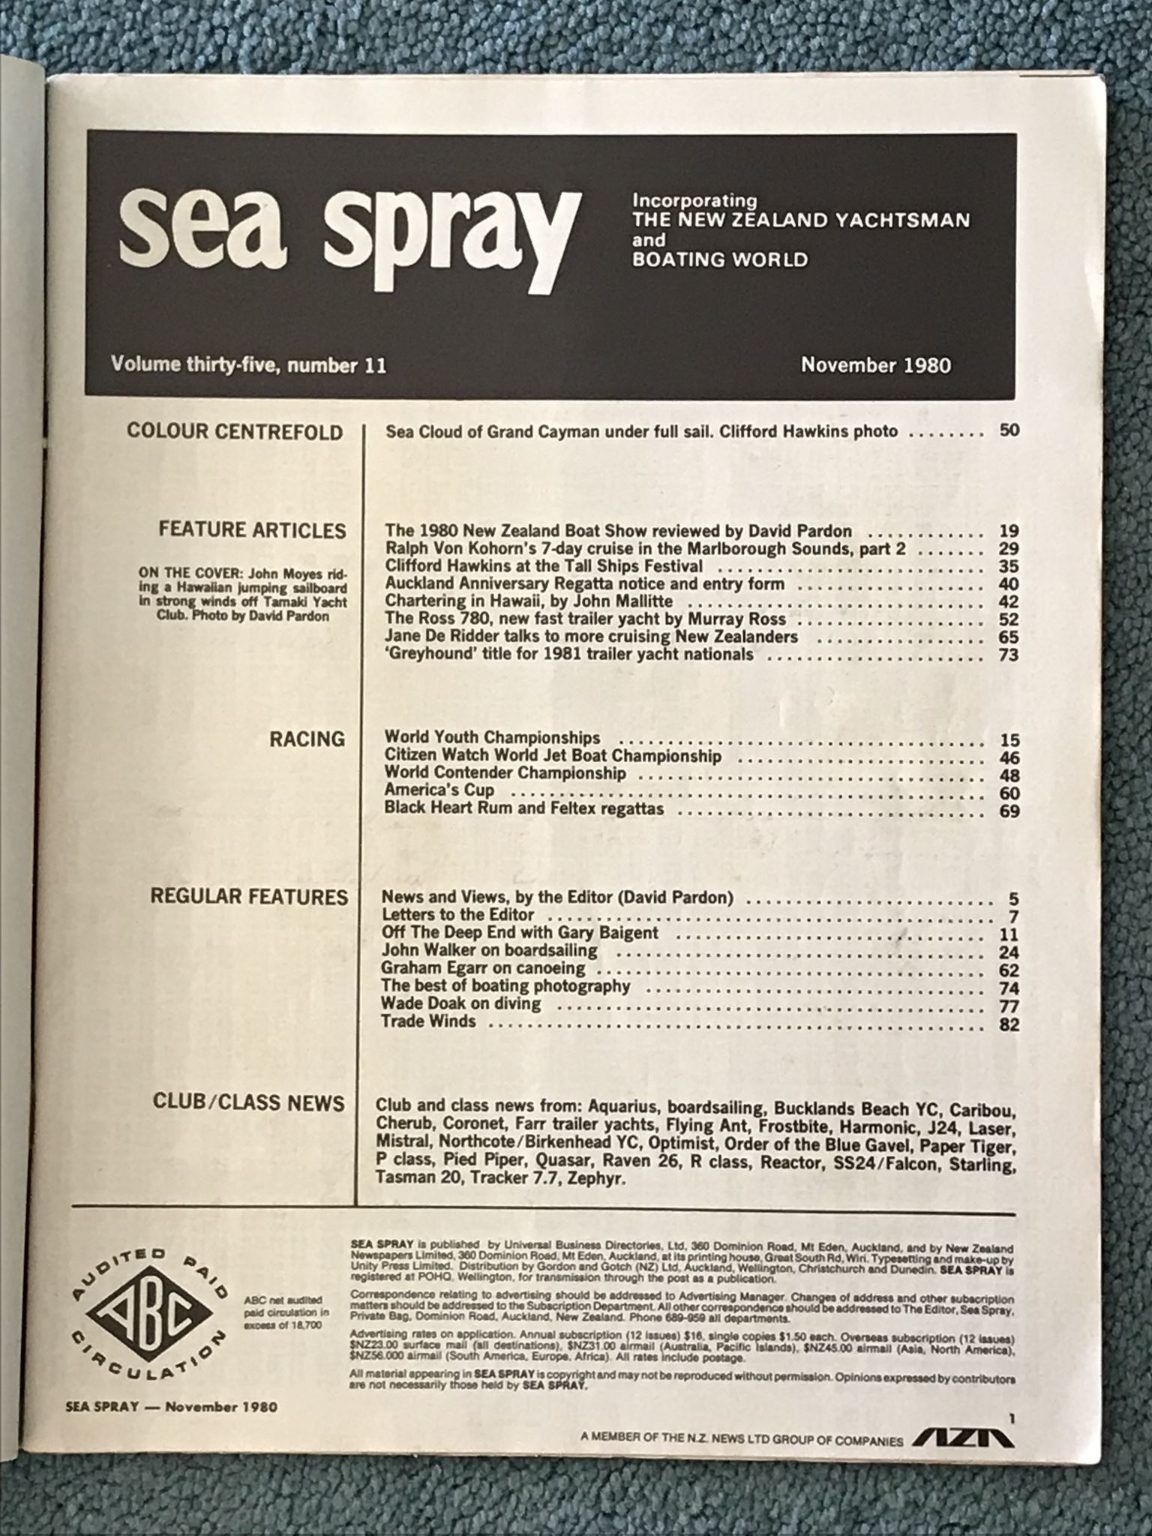 sea spray
Incorporating
THE NEW ZEALAND YACHTSMAN
and
BOATING WORLD
Volume thirty-five, number 11
November 1980
COLOUR CENTREFOLD
Sea Cloud of Grand Cayman under full sail. Clifford Hawkins photo ........ 50
FEATURE ARTICLES
ON THE COVER: John Moyes rid-
ing a Hawaiian jumping sailboard
in strong winds off Tamaki Yacht
Club. Photo by David Pardon
The 1980 New Zealand Boat Show reviewed by David Pardon ............ 19
Ralph Von Kohorn's 7-day cruise in the Marlborough Sounds, part 2 ....... 29
Clifford Hawkins at the Tall Ships Festival ............................ 35
Auckland Anniversary Regatta notice and entry form .................... 40
Chartering in Hawaii, by John Mallitte ............................... 42
The Ross 780, new fast trailer yacht by Murray Ross .................... 52
Jane De Ridder talks to more cruising New Zealanders .................. 65
‘Greyhound’ title for 1981 trailer yacht nationals ....................... 73
RACING
World Youth Championships ...................................... 15
Citizen Watch World Jet Boat Championship .......................... 46
World Contender Championship .................................... 48
America's Cup ................................................. 60
Black Heart Rum and Feltex regattas ................................ 69
REGULAR FEATURES
News and Views, by the Editor (David Pardon) .......................... 5
Letters to the Editor .............................................. 7
Off The Deep End with Gary Baigent ................................ 11
John Walker on boardsailing ...................................... 24
Graham Egarr on canoeing ........................................ 62
The best of boating photography ................................... 74
Wade Doak on diving ............................................ 77
Trade Winds ................................................... 82
CLUB/CLASS NEWS
Club and class news from: Aquarius, boardsailing, Bucklands Beach YC, Caribou,
Cherub, Coronet, Farr trailer yachts, Flying Ant, Frostbite, Harmonic, J24, Laser,
Mistral, Northcote/Birkenhead YC, Optimist, Order of the Blue Gavel, Paper Tiger,
P class, Pied Piper, Quasar, Raven 26, R class, Reactor, SS24/Falcon, Starling,
Tasman 20, Tracker 7.7, Zephyr.
AUDITED PAID
ABC
CIRCULATION
ABC net audited
paid circulation in
excess of 18,700
SEA SPRAY is published by Universal Business Directories, Ltd, 360 Dominion Road, Mt Eden, Auckland, and by New Zealand
Newspapers Limited, 360 Dominion Road, Mt Eden, Auckland, at its printing house, Great South Rd, Wiri. Typesetting and make-up by
Unity Press Limited. Distribution by Gordon and Gotch (NZ) Ltd, Auckland, Wellington, Christchurch and Dunedin. SEA SPRAY is
registered at POHQ, Wellington, for transmission through the post as a publication.
Correspondence relating to advertising should be addressed to Advertising Manager. Changes of address and other subscription
matters should be addressed to the Subscription Department. All other correspondence should be addressed to The Editor, Sea Spray,
Private Bag, Dominion Road, Auckland, New Zealand. Phone 689-959 all departments.
Advertising rates on application. Annual subscription (12 issues) $16, single copies $1.50 each. Overseas subscription (12 issues)
$NZ23.00 surface mail (all destinations), $NZ31.00 airmail (Australia, Pacific Islands), $NZ45.00 airmail (Asia, North America),
$NZ56.000 airmail (South America, Europe, Africa). All rates include postage.
All material appearing in SEA SPRAY is copyright and may not be reproduced without permission. Opinions expressed by contributors
are not necessarily those held by SEA SPRAY.
SEA SPRAY — November 1980
1
A MEMBER OF THE N.Z. NEWS LTD GROUP OF COMPANIES